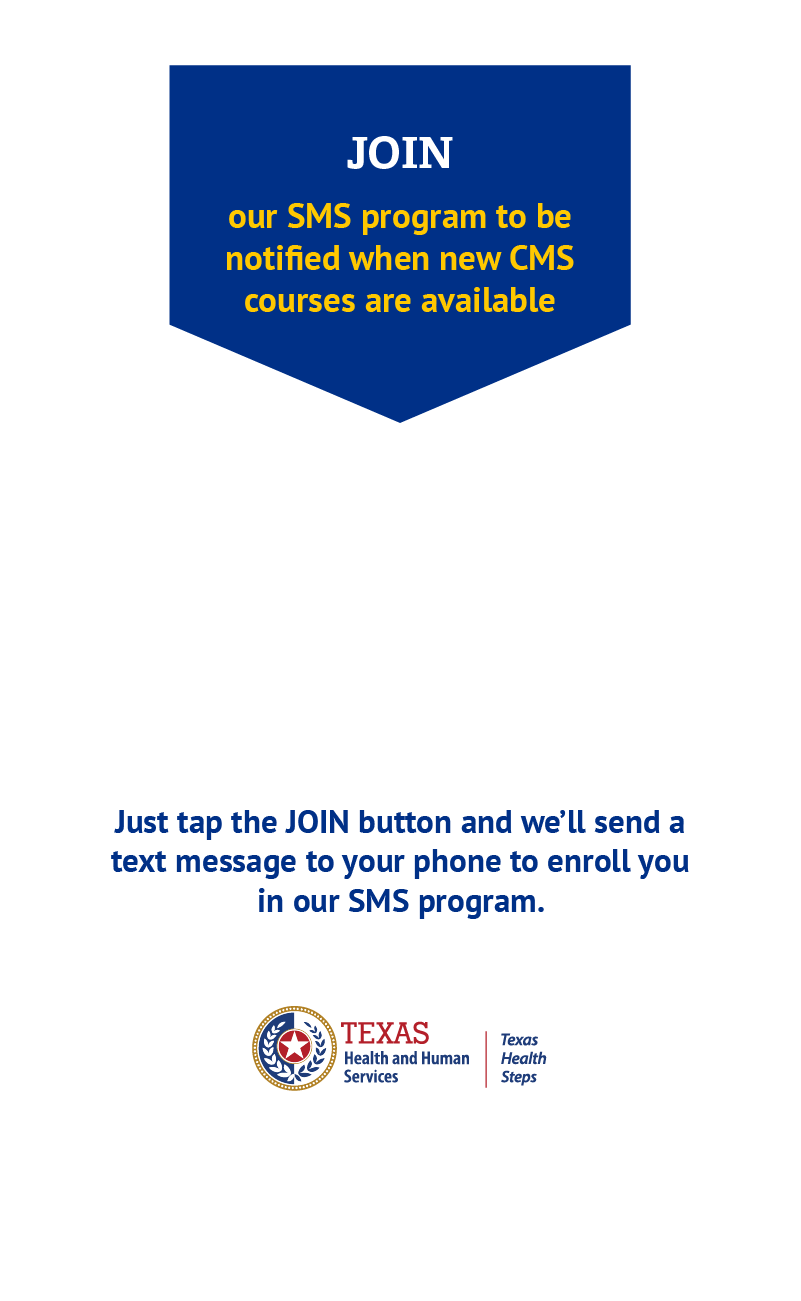 JOIN
our SMS program to be
notified when new CMS
courses are available
Just tap the JOIN button and we’ll send a
text message to your phone to enroll you
in our SMS program.
TEXAS
Health and Human
Services
Texas
Health
Steps